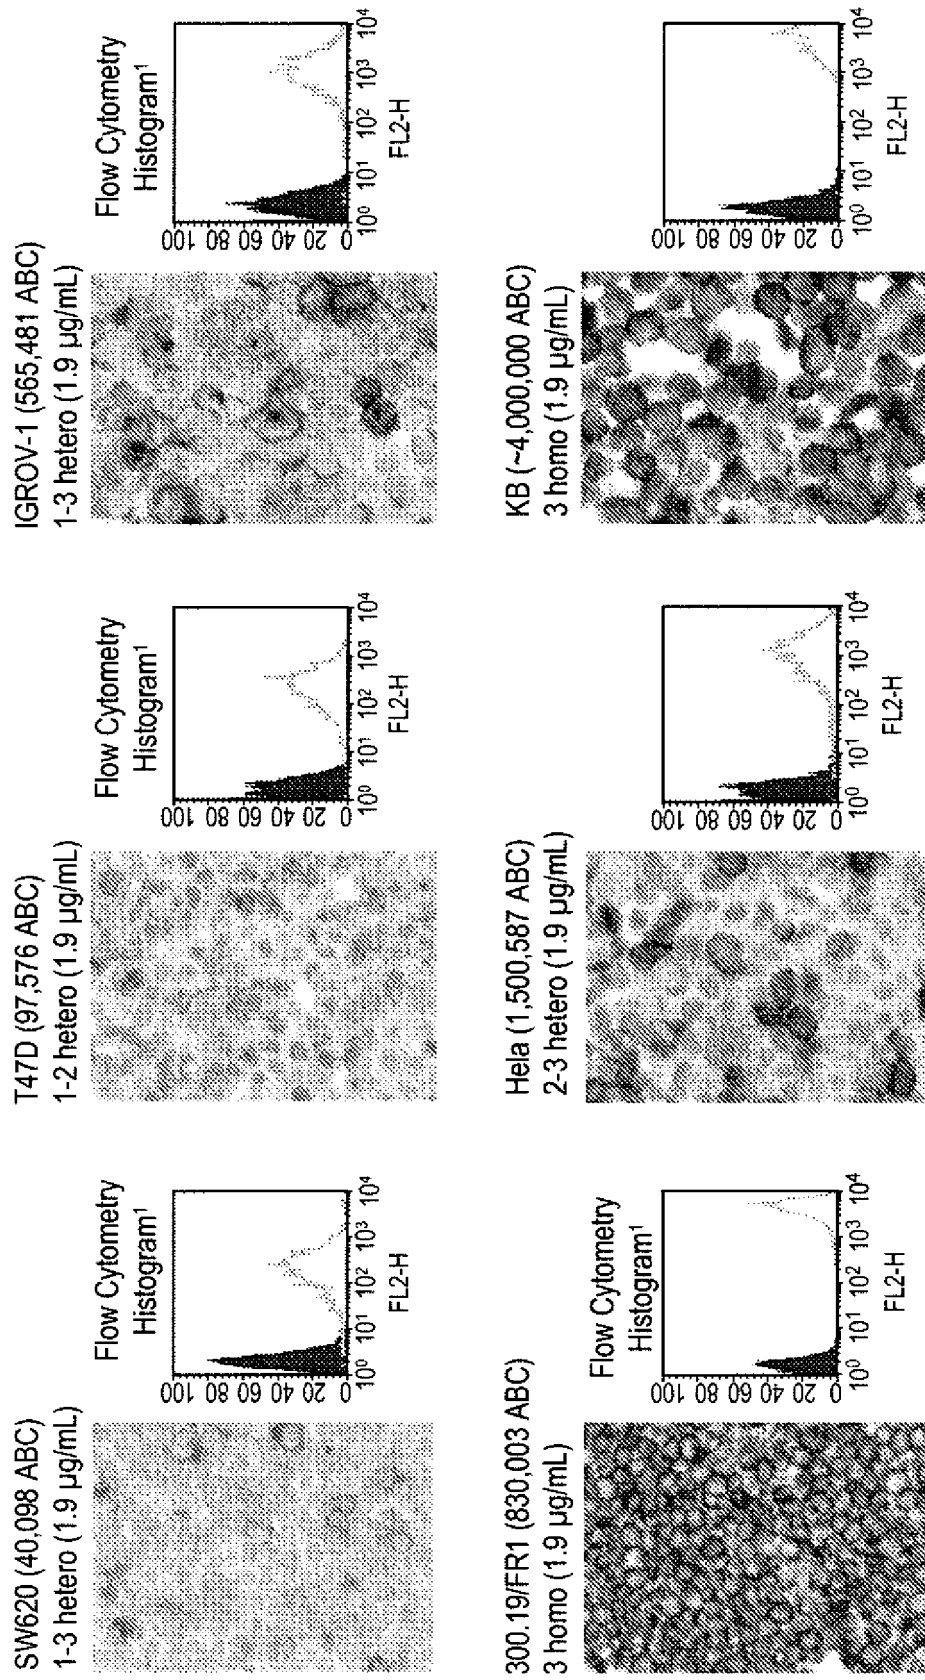 SW620 (40,098 ABC)
1-3 hetero (1.9 µg/mL)
Flow Cytometry
Histogram¹
100
80
60
40
20
0
10⁰ 10¹ 10² 10³ 10⁴
FL2-H
T47D (97,576 ABC)
1-2 hetero (1.9 µg/mL)
Flow Cytometry
Histogram¹
100
80
60
40
20
0
10⁰ 10¹ 10² 10³ 10⁴
FL2-H
IGROV-1 (565,481 ABC)
1-3 hetero (1.9 µg/mL)
Flow Cytometry
Histogram¹
100
80
60
40
20
0
10⁰ 10¹ 10² 10³ 10⁴
FL2-H
300.19/FR1 (830,003 ABC)
3 homo (1.9 µg/mL)
Flow Cytometry
Histogram¹
100
80
60
40
20
0
10⁰ 10¹ 10² 10³ 10⁴
FL2-H
Hela (1,500,587 ABC)
2-3 hetero (1.9 µg/mL)
100
80
60
40
20
0
10⁰ 10¹ 10² 10³ 10⁴
FL2-H
KB (~4,000,000 ABC)
3 homo (1.9 µg/mL)
100
80
60
40
20
0
10⁰ 10¹ 10² 10³ 10⁴
FL2-H